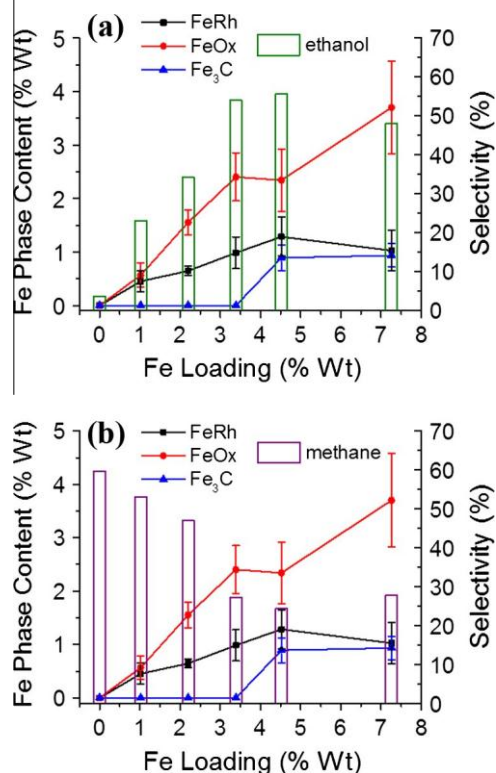 (a)
FeRh
FeOx
Fe₃C
ethanol
5
4
3
2
1
0
Fe Phase Content (% Wt)
70
60
50
40
30
20
10
0
Selectivity (%)
0 1 2 3 4 5 6 7 8
Fe Loading (% Wt)
(b)
FeRh
FeOx
Fe₃C
methane
5
4
3
2
1
0
Fe Phase Content (% Wt)
70
60
50
40
30
20
10
0
Selectivity (%)
0 1 2 3 4 5 6 7 8
Fe Loading (% Wt)